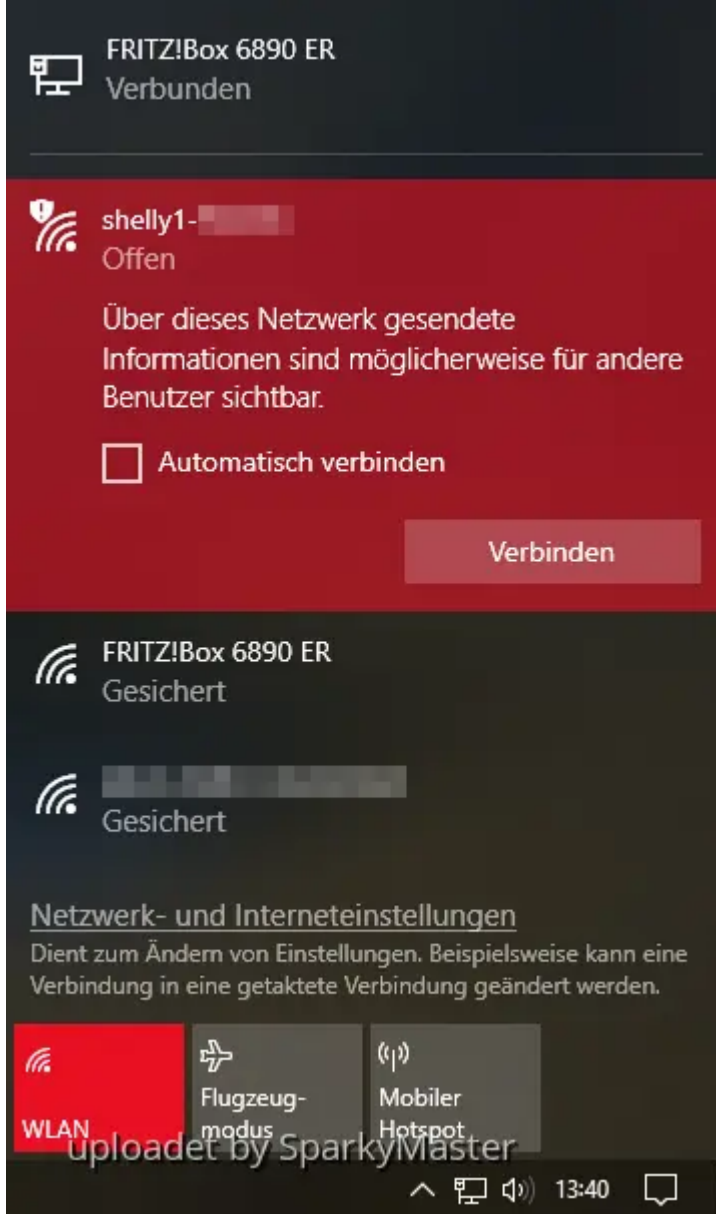 FRITZ!Box 6890 ER
Verbunden
shelly1-
Offen
Über dieses Netzwerk gesendete
Informationen sind möglicherweise für andere
Benutzer sichtbar.
Automatisch verbinden
Verbinden
FRITZ!Box 6890 ER
Gesichert
Gesichert
Netzwerk- und Interneteinstellungen
Dient zum Ändern von Einstellungen. Beispielsweise kann eine
Verbindung in eine getaktete Verbindung geändert werden.
WLAN
Flugzeug-
modus
Mobiler
Hotspot
uploadet by SparkyMaster
13:40